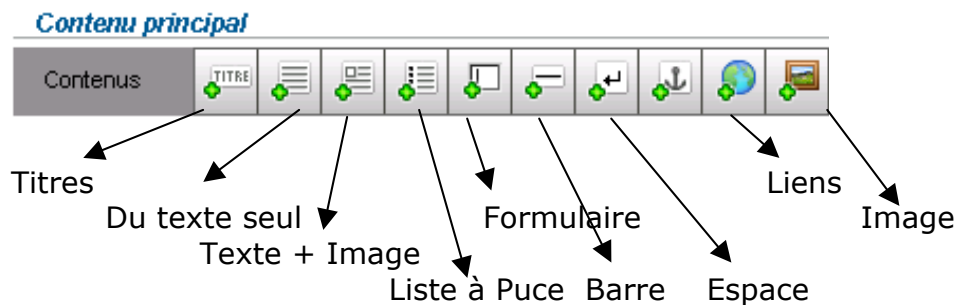 Contenu principal
Contenus TITRE
Titres Liens
Du texte seul Formulaire Image
Texte + Image
Liste à Puce Barre Espace